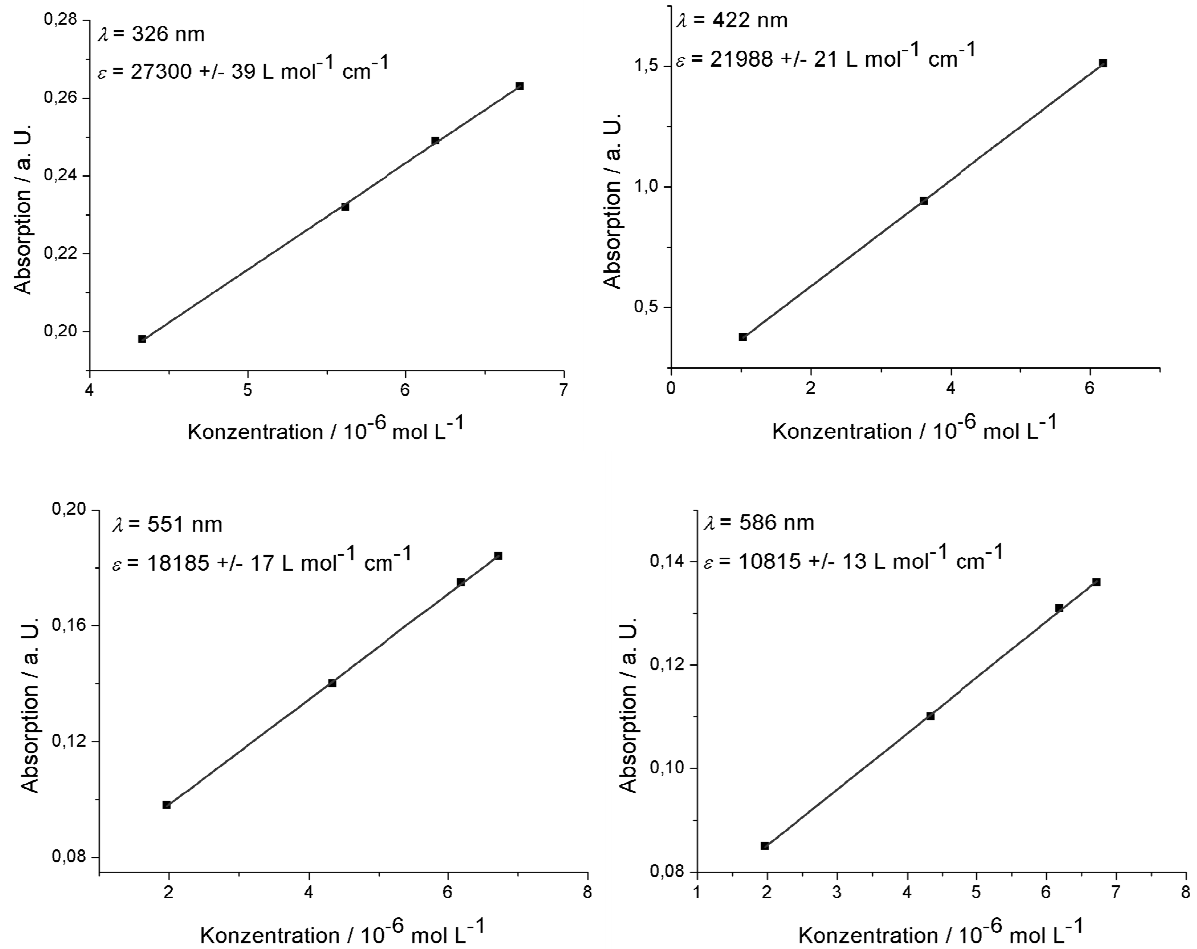 λ = 326 nm
ε = 27300 +/- 39 L mol⁻¹ cm⁻¹
0,28
0,26
0,24
0,22
0,20
Absorption / a. U.
4 5 6 7
Konzentration / 10⁻⁶ mol L⁻¹
λ = 422 nm
ε = 21988 +/- 21 L mol⁻¹ cm⁻¹
1,5
1,0
0,5
Absorption / a. U.
0 2 4 6
Konzentration / 10⁻⁶ mol L⁻¹
λ = 551 nm
ε = 18185 +/- 17 L mol⁻¹ cm⁻¹
0,20
0,16
0,12
0,08
Absorption / a. U.
2 4 6 8
Konzentration / 10⁻⁶ mol L⁻¹
λ = 586 nm
ε = 10815 +/- 13 L mol⁻¹ cm⁻¹
0,14
0,12
0,10
0,08
Absorption / a. U.
1 2 3 4 5 6 7 8
Konzentration / 10⁻⁶ mol L⁻¹